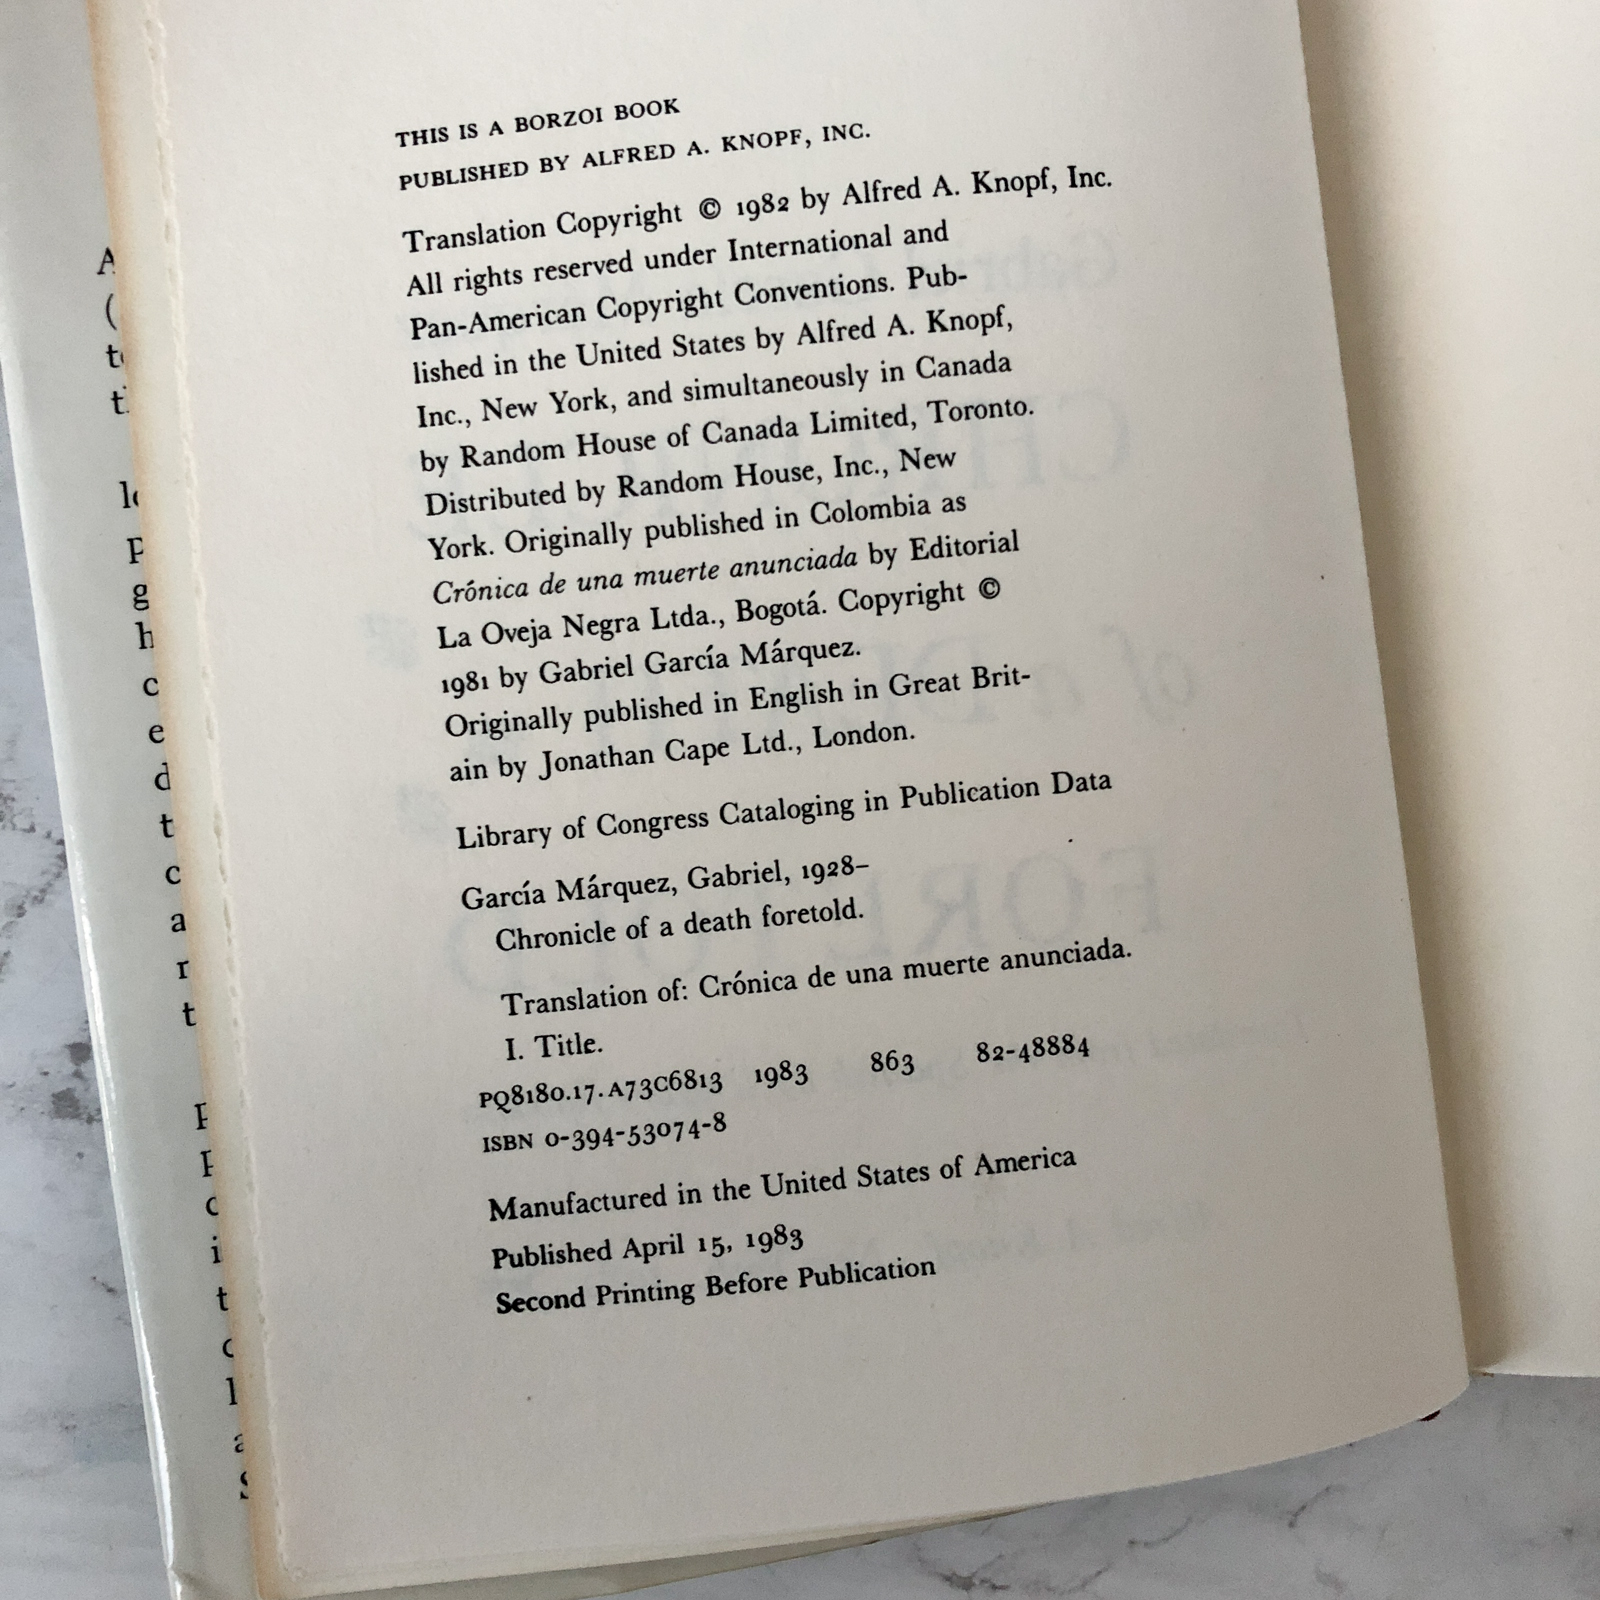 THIS IS A BORZOI BOOK
PUBLISHED BY ALFRED A. KNOPF, INC.
Translation Copyright © 1982 by Alfred A. Knopf, Inc.
All rights reserved under International and
Pan-American Copyright Conventions. Pub-
lished in the United States by Alfred A. Knopf,
Inc., New York, and simultaneously in Canada
by Random House of Canada Limited, Toronto.
Distributed by Random House, Inc., New
York. Originally published in Colombia as
Crónica de una muerte anunciada by Editorial
La Oveja Negra Ltda., Bogotá. Copyright ©
1981 by Gabriel García Márquez.
Originally published in English in Great Brit-
ain by Jonathan Cape Ltd., London.
Library of Congress Cataloging in Publication Data
García Márquez, Gabriel, 1928–
Chronicle of a death foretold.
Translation of: Crónica de una muerte anunciada.
I. Title.
PQ8180.17.A73C6813 1983 863 82-48884
ISBN 0-394-53074-8
Manufactured in the United States of America
Published April 15, 1983
Second Printing Before Publication